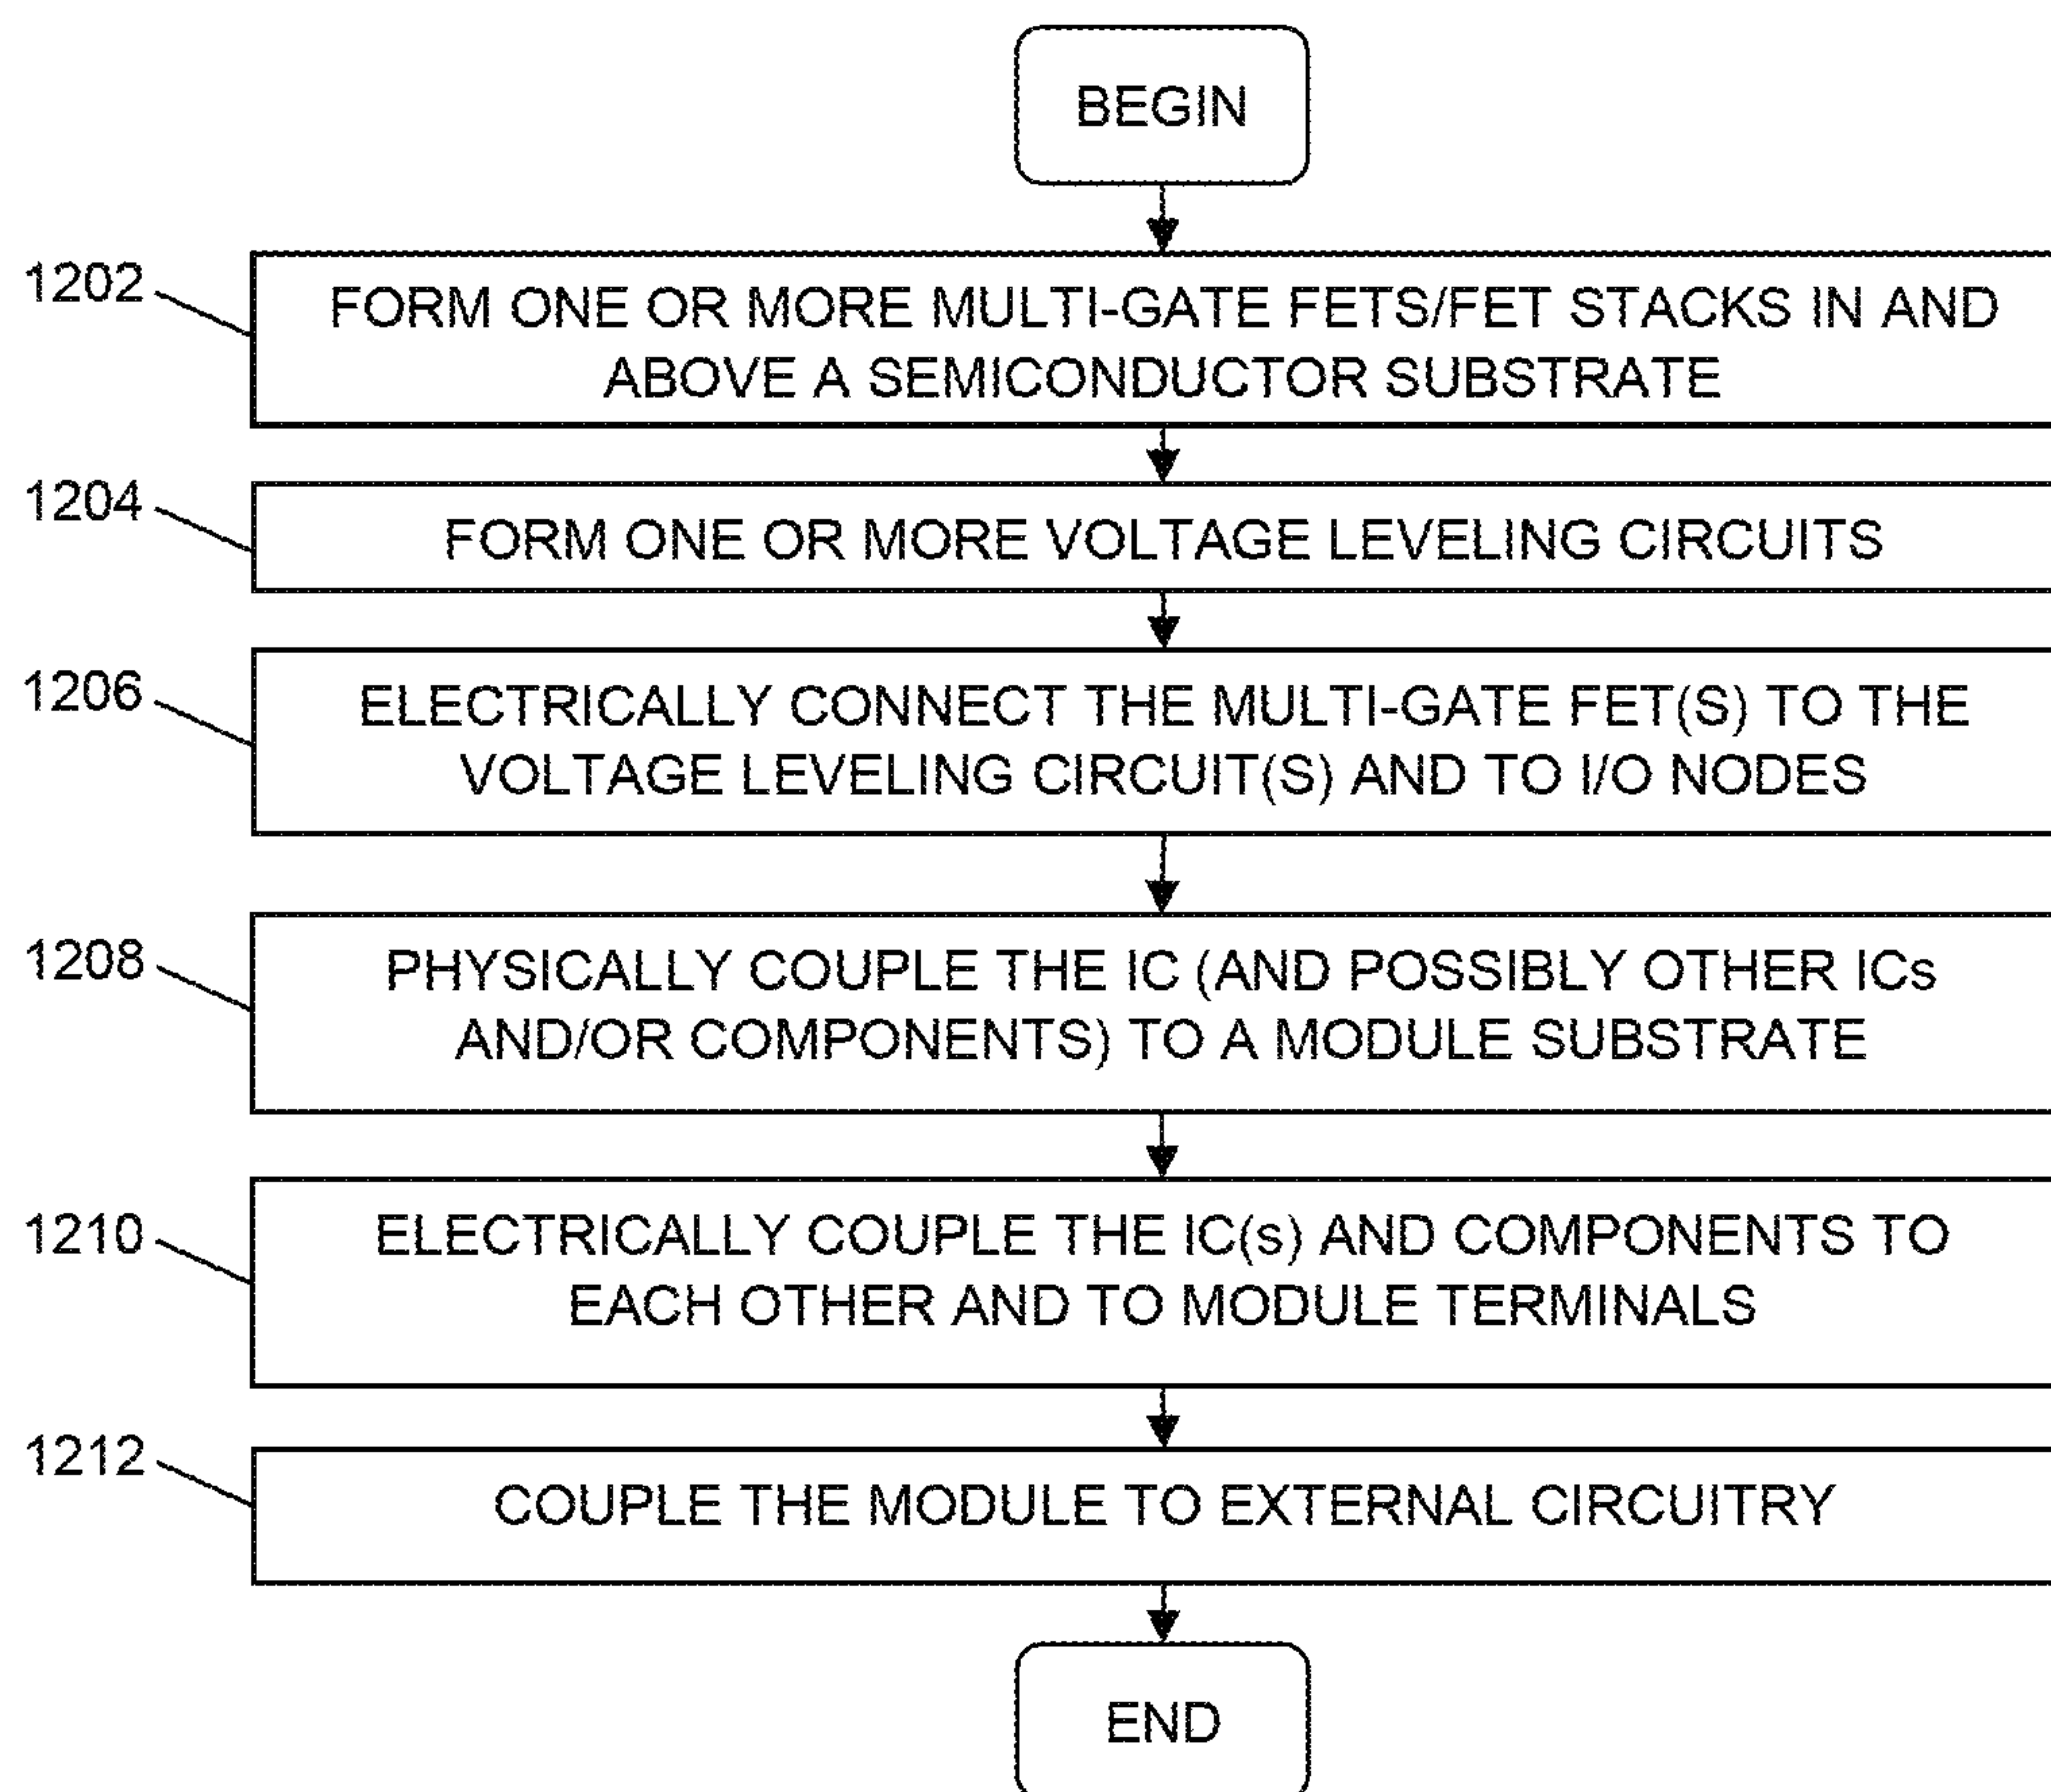 BEGIN
1202
FORM ONE OR MORE MULTI-GATE FETS/FET STACKS IN AND
ABOVE A SEMICONDUCTOR SUBSTRATE
1204
FORM ONE OR MORE VOLTAGE LEVELING CIRCUITS
1206
ELECTRICALLY CONNECT THE MULTI-GATE FET(S) TO THE
VOLTAGE LEVELING CIRCUIT(S) AND TO I/O NODES
1208
PHYSICALLY COUPLE THE IC (AND POSSIBLY OTHER ICs
AND/OR COMPONENTS) TO A MODULE SUBSTRATE
1210
ELECTRICALLY COUPLE THE IC(s) AND COMPONENTS TO
EACH OTHER AND TO MODULE TERMINALS
1212
COUPLE THE MODULE TO EXTERNAL CIRCUITRY
END